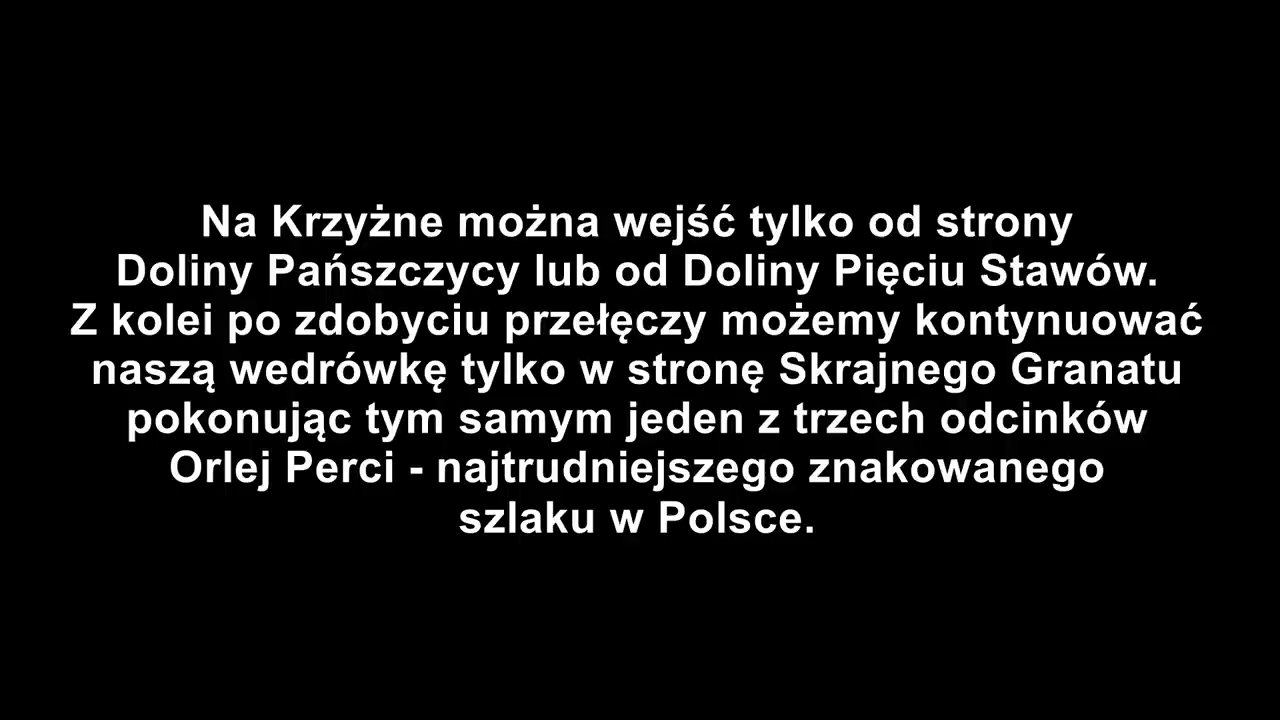 Na Krzyżne można wejść tylko od strony
Doliny Pańszczycy lub od Doliny Pięciu Stawów.
Z kolei po zdobyciu przełęczy możemy kontynuować
naszą wedrówkę tylko w stronę Skrajnego Granatu
pokonując tym samym jeden z trzech odcinków
Orlej Perci - najtrudniejszego znakowanego
szlaku w Polsce.